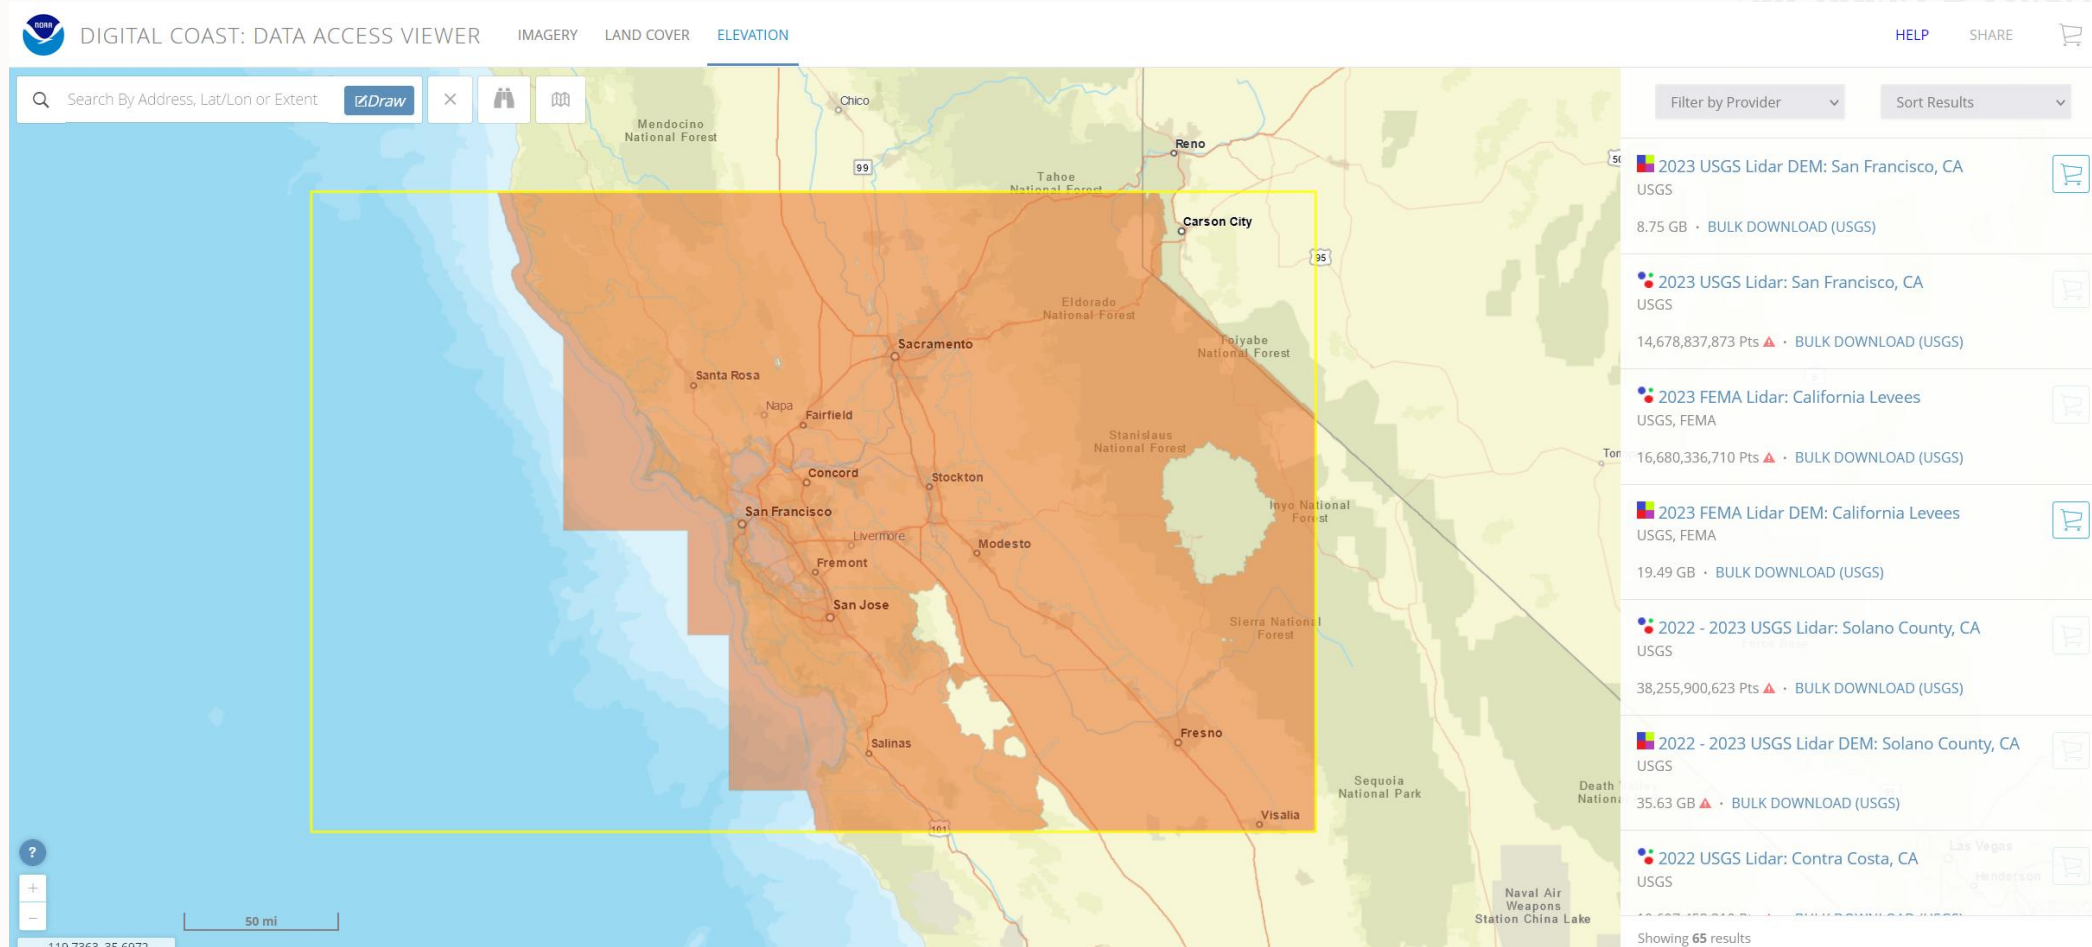 NOAA
DIGITAL COAST: DATA ACCESS VIEWER
IMAGERY
LAND COVER
ELEVATION
HELP
SHARE
Search By Address, Lat/Lon or Extent
Draw
Filter by Provider
Sort Results
Chico
Mendocino
National Forest
99
Reno
50
Tahoe
National Forest
Carson City
95
Eldorado
National Forest
Toiyabe
National Forest
Sacramento
Santa Rosa
Napa
Fairfield
Stanislaus
National Forest
Concord
Stockton
Inyo National
Forest
San Francisco
Livermore
Modesto
Fremont
San Jose
Sierra National
Forest
Fresno
Salinas
Sequoia
National Park
Death
Visalia
101
Naval Air
Weapons
Station China Lake
Las Vegas
Henderson
?
+
−
50 mi
2023 USGS Lidar DEM: San Francisco, CA
USGS
8.75 GB · BULK DOWNLOAD (USGS)
2023 USGS Lidar: San Francisco, CA
USGS
14,678,837,873 Pts · BULK DOWNLOAD (USGS)
2023 FEMA Lidar: California Levees
USGS, FEMA
16,680,336,710 Pts · BULK DOWNLOAD (USGS)
2023 FEMA Lidar DEM: California Levees
USGS, FEMA
19.49 GB · BULK DOWNLOAD (USGS)
2022 - 2023 USGS Lidar: Solano County, CA
USGS
38,255,900,623 Pts · BULK DOWNLOAD (USGS)
2022 - 2023 USGS Lidar DEM: Solano County, CA
USGS
35.63 GB · BULK DOWNLOAD (USGS)
2022 USGS Lidar: Contra Costa, CA
USGS
Showing 65 results